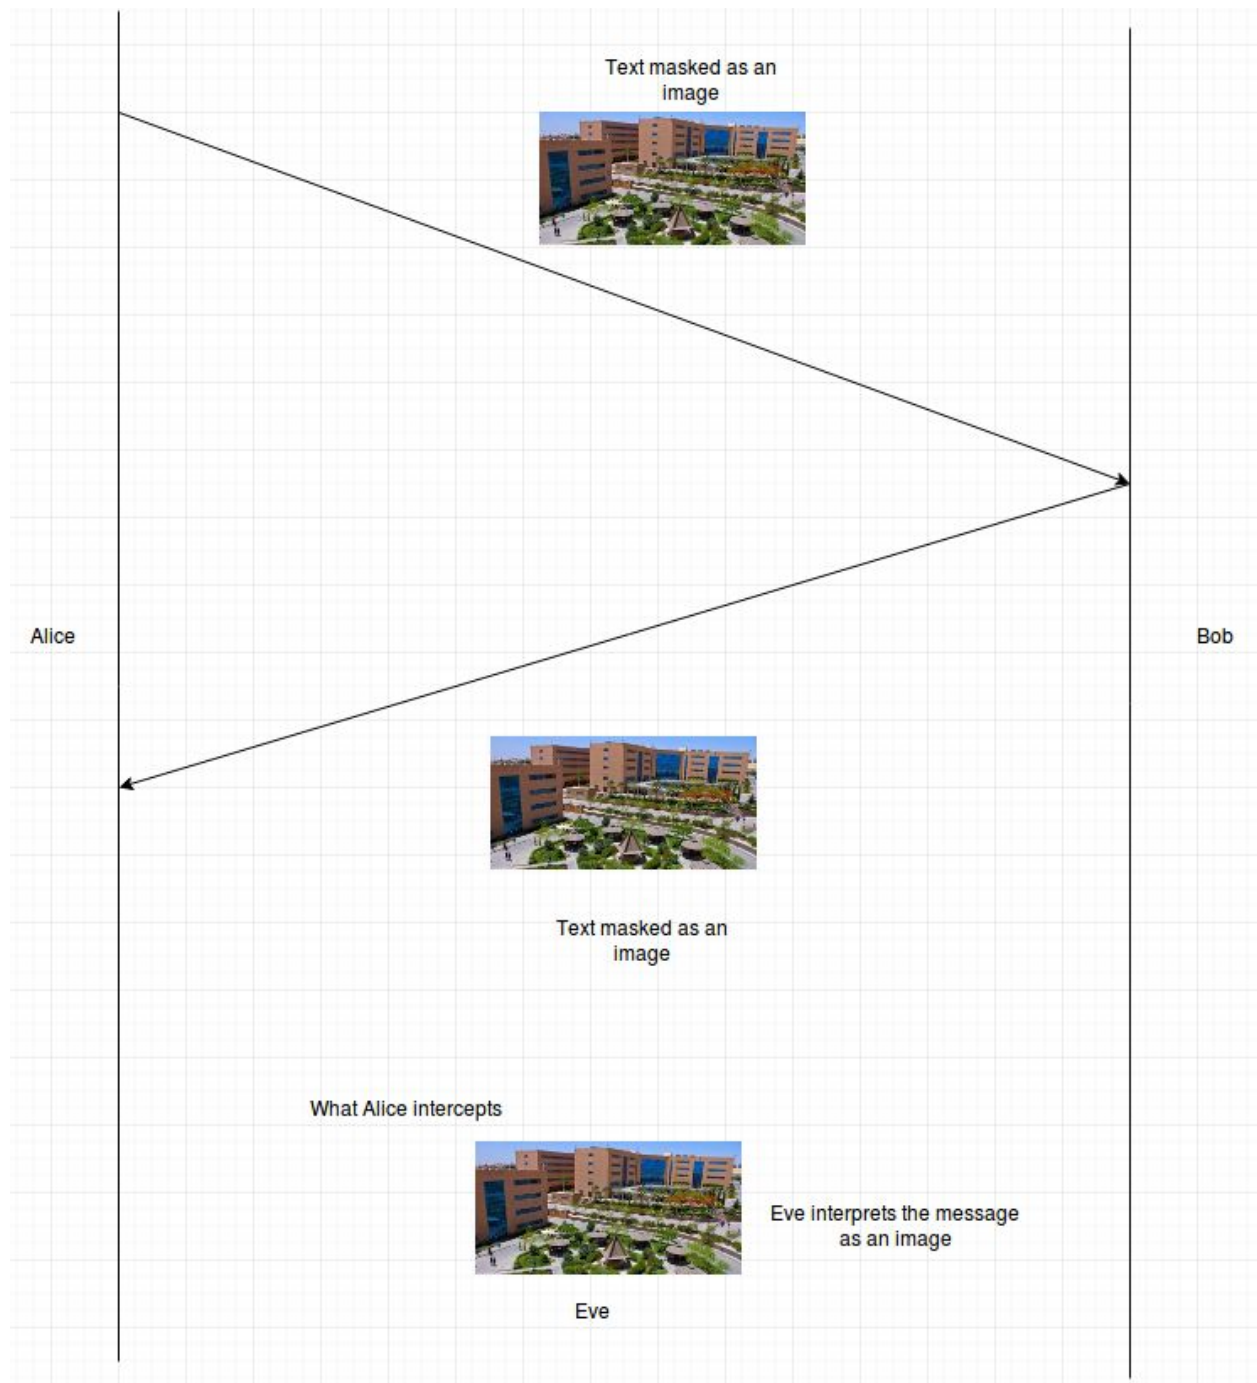 Text masked as an
image
Alice
Bob
Text masked as an
image
What Alice intercepts
Eve interprets the message
as an image
Eve